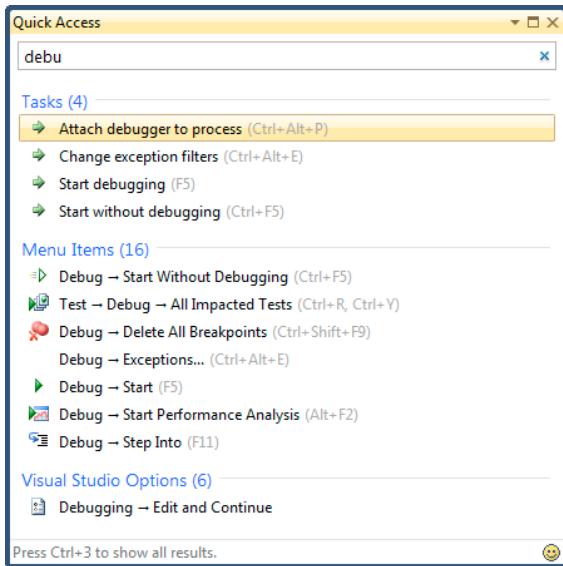 Quick Access
debu
Tasks (4)
Attach debugger to process (Ctrl+Alt+P)
Change exception filters (Ctrl+Alt+E)
Start debugging (F5)
Start without debugging (Ctrl+F5)
Menu Items (16)
Debug → Start Without Debugging (Ctrl+F5)
Test → Debug → All Impacted Tests (Ctrl+R, Ctrl+Y)
Debug → Delete All Breakpoints (Ctrl+Shift+F9)
Debug → Exceptions... (Ctrl+Alt+E)
Debug → Start (F5)
Debug → Start Performance Analysis (Alt+F2)
Debug → Step Into (F11)
Visual Studio Options (6)
Debugging → Edit and Continue
Press Ctrl+3 to show all results.